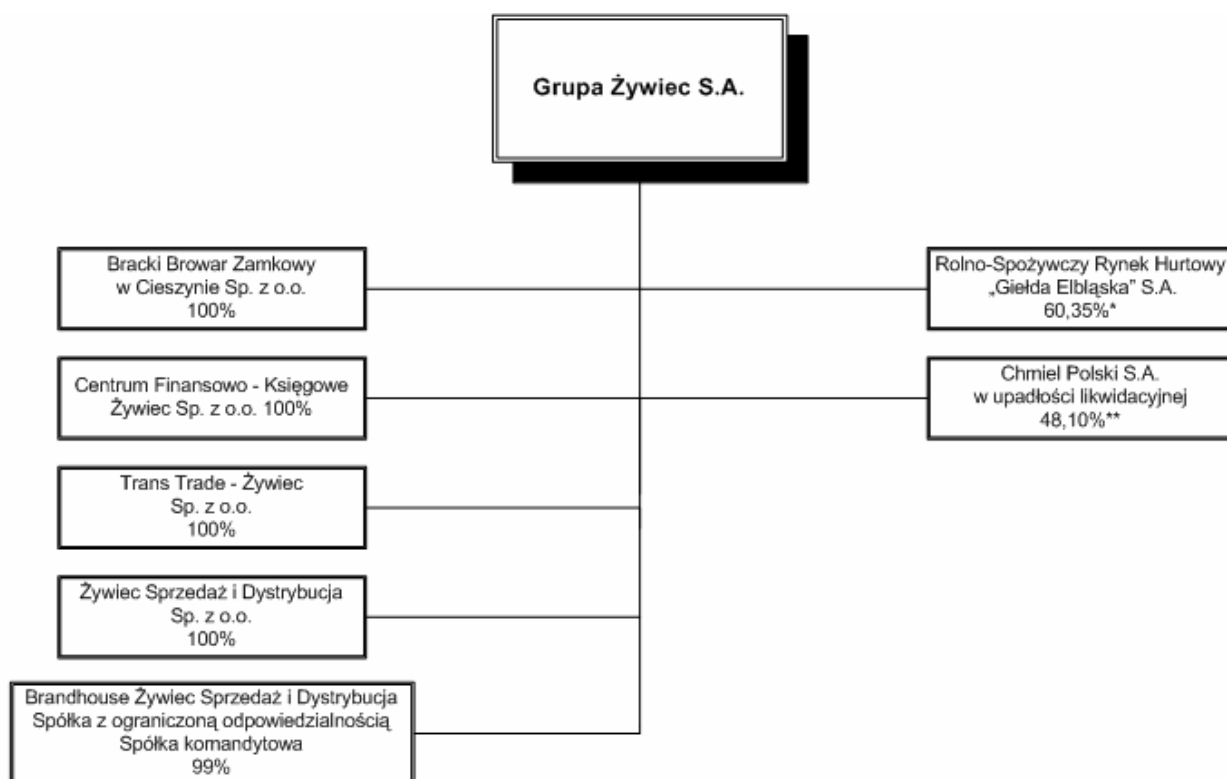 Grupa Żywiec S.A.
Bracki Browar Zamkowy
w Cieszynie Sp. z o.o.
100%
Rolno-Spożywczy Rynek Hurtowy
„Giełda Elbląska” S.A.
60,35%*
Centrum Finansowo - Księgowe
Żywiec Sp. z o.o. 100%
Chmiel Polski S.A.
w upadłości likwidacyjnej
48,10%**
Trans Trade - Żywiec
Sp. z o.o.
100%
Żywiec Sprzedaż i Dystrybucja
Sp. z o.o.
100%
Brandhouse Żywiec Sprzedaż i Dystrybucja
Spółka z ograniczoną odpowiedzialnością
Spółka komandytowa
99%